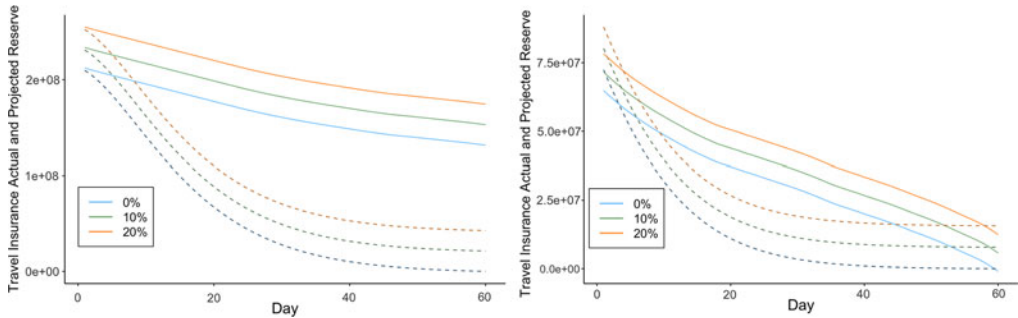 Travel Insurance Actual and Projected Reserve
2e+08
1e+08
0e+00
0%
10%
20%
0 20 40 60
Day
Travel Insurance Actual and Projected Reserve
7.5e+07
5.0e+07
2.5e+07
0.0e+00
0%
10%
20%
0 20 40 60
Day